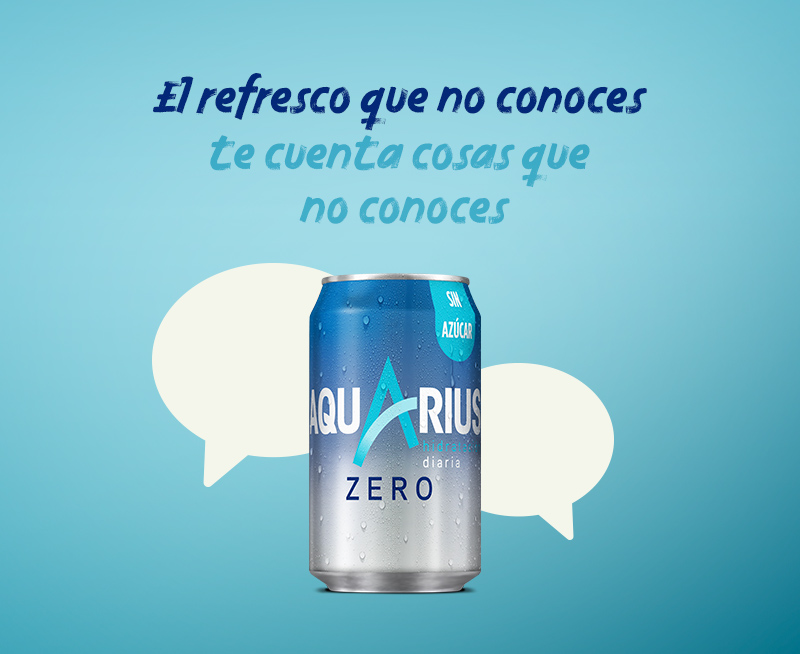 El refresco que no conoces
te cuenta cosas que
no conoces
SIN
AZÚCAR
AQUARIUS
diaria
ZERO